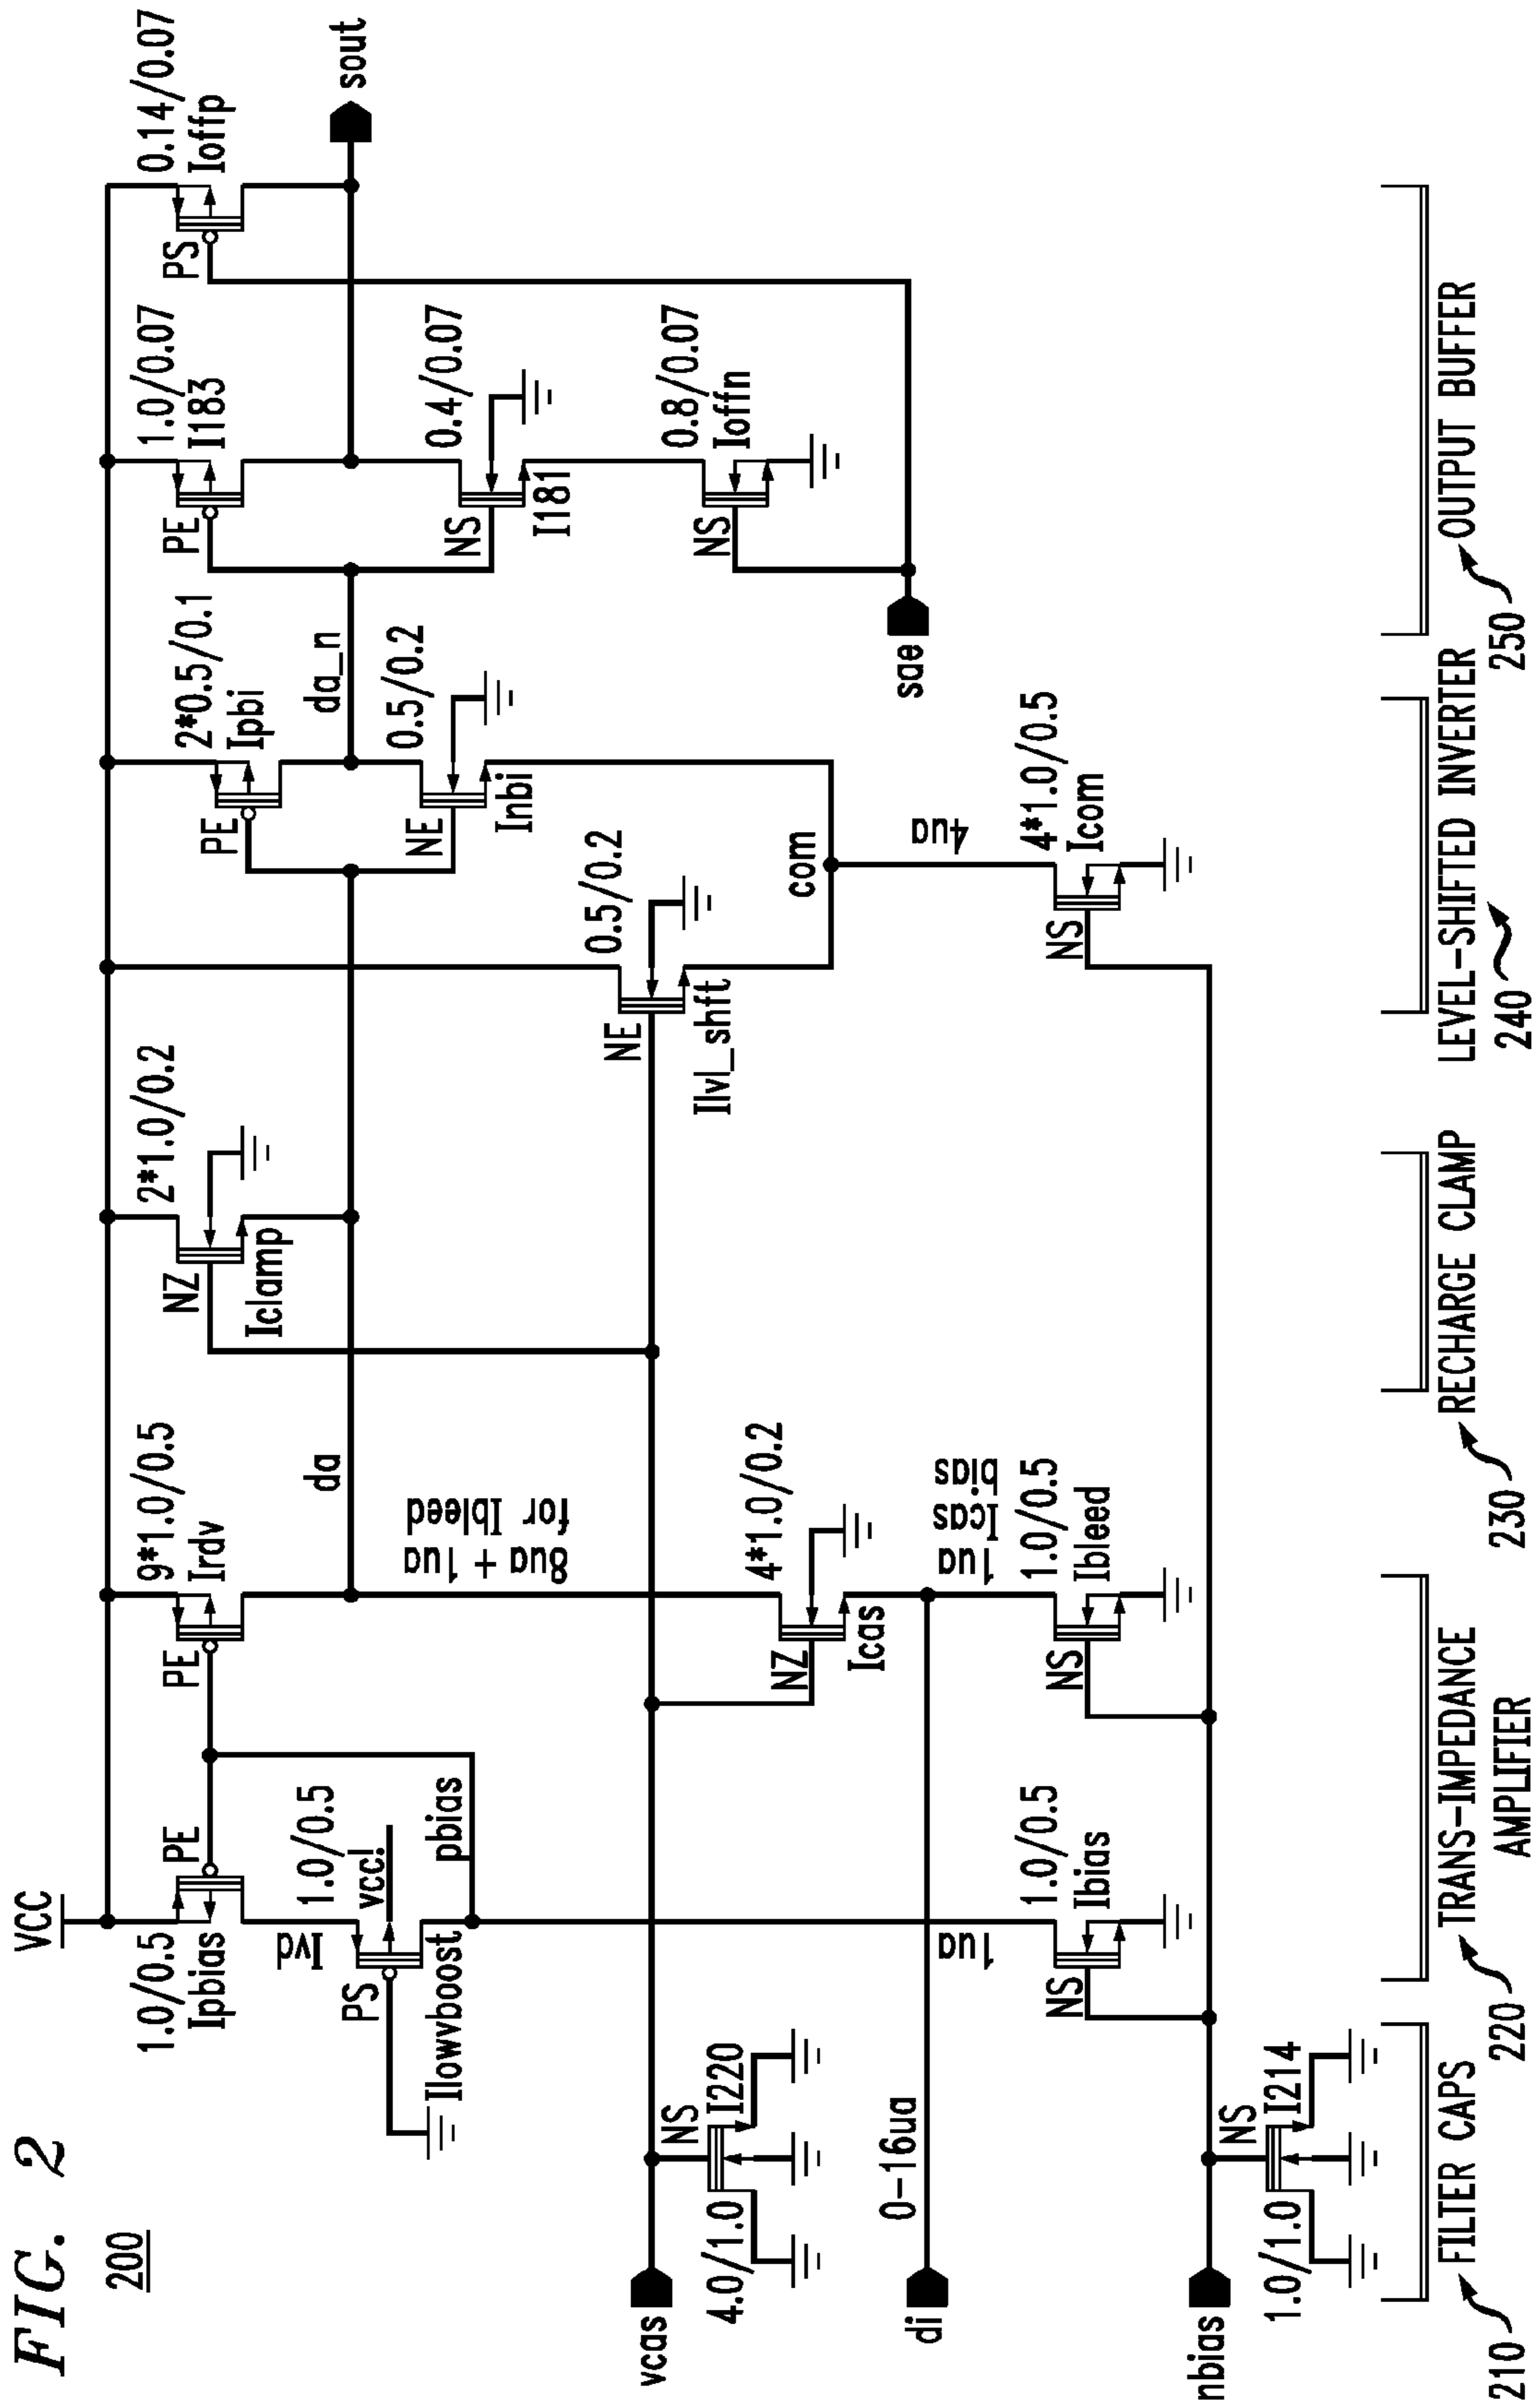 FIG. 2
200
VCC
1.0/0.5
Ipbias
PE
Ivd
1.0/0.5
vcc!
PS
Ilowvboost
pbias
1ua
1.0/0.5
Ibias
NS
9*1.0/0.5
Irdv
PE
da
8ua + 1ua
for Ibleed
4*1.0/0.2
NZ
Icas
1ua
Icas
bias
1.0/0.5
Ibleed
NS
2*1.0/0.2
NZ
Iclamp
0.5/0.2
NE
Ilvl_shft
2*0.5/0.1
Ipbi
PE
da_n
0.5/0.2
NE
Inbi
com
4ua
4*1.0/0.5
Icom
NS
1.0/0.07
I183
PE
0.4/0.07
NS
I181
0.8/0.07
NS
Ioffn
0.14/0.07
Ioffp
PS
sout
sae
vcas
4.0/1.0
NS
I220
di
0-16ua
nbias
1.0/1.0
NS
I214
FILTER CAPS
210
TRANS-IMPEDANCE
AMPLIFIER
220
RECHARGE CLAMP
230
LEVEL-SHIFTED INVERTER
240
OUTPUT BUFFER
250